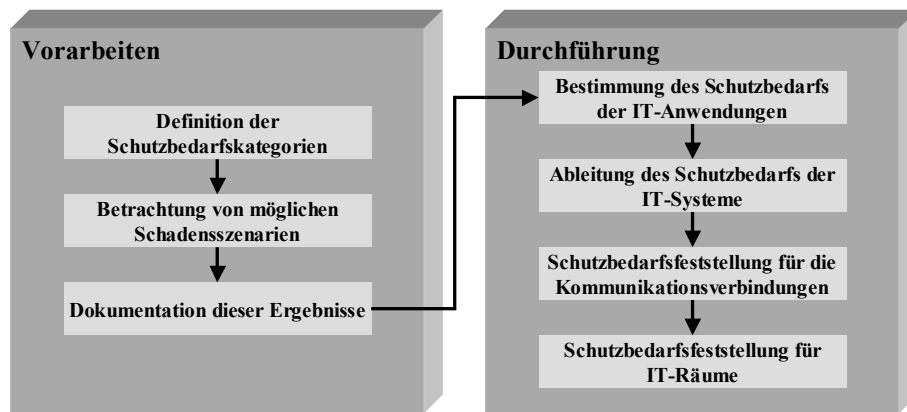 Vorarbeiten
Definition der
Schutzbedarfskategorien
Betrachtung von möglichen
Schadensszenarien
Dokumentation dieser Ergebnisse
Durchführung
Bestimmung des Schutzbedarfs
der IT-Anwendungen
Ableitung des Schutzbedarfs der
IT-Systeme
Schutzbedarfsfeststellung für die
Kommunikationsverbindungen
Schutzbedarfsfeststellung für
IT-Räume